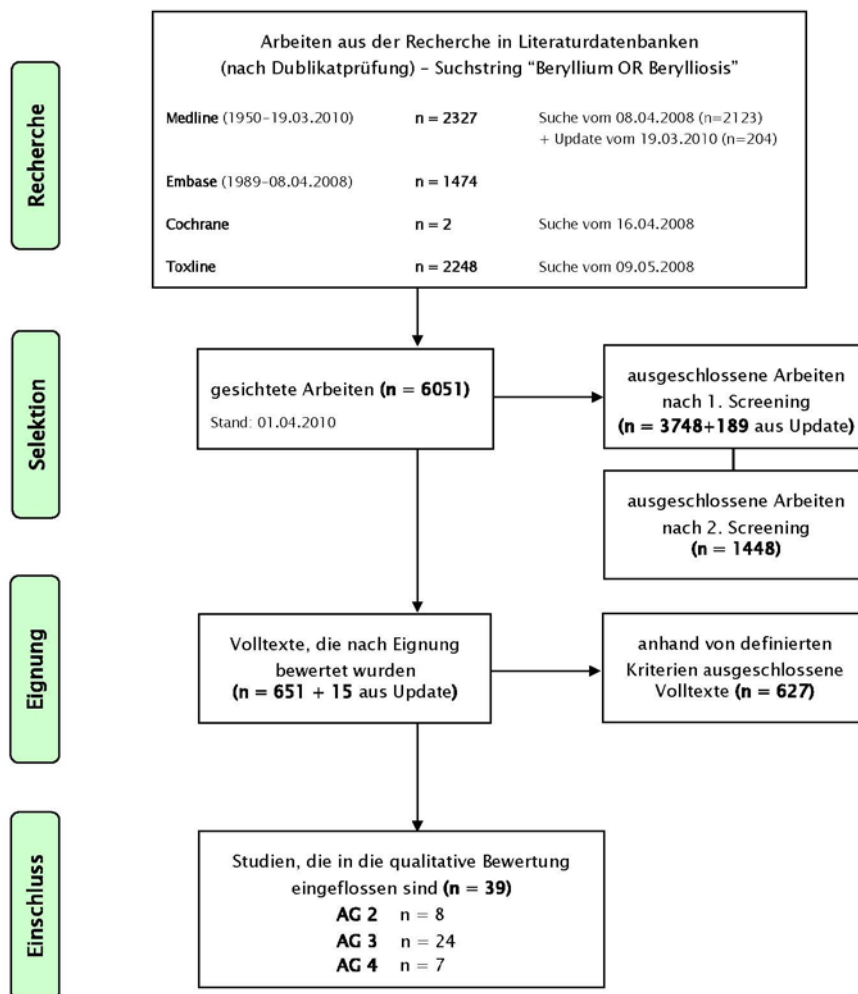 Recherche
Arbeiten aus der Recherche in Literaturdatenbanken
(nach Dublikatprüfung) – Suchstring “Beryllium OR Berylliosis”
Medline (1950–19.03.2010) n = 2327 Suche vom 08.04.2008 (n=2123)
+ Update vom 19.03.2010 (n=204)
Embase (1989–08.04.2008) n = 1474
Cochrane n = 2 Suche vom 16.04.2008
Toxline n = 2248 Suche vom 09.05.2008
Selektion
gesichtete Arbeiten (n = 6051)
Stand: 01.04.2010
ausgeschlossene Arbeiten
nach 1. Screening
(n = 3748+189 aus Update)
ausgeschlossene Arbeiten
nach 2. Screening
(n = 1448)
Eignung
Volltexte, die nach Eignung
bewertet wurden
(n = 651 + 15 aus Update)
anhand von definierten
Kriterien ausgeschlossene
Volltexte (n = 627)
Einschluss
Studien, die in die qualitative Bewertung
eingeflossen sind (n = 39)
AG 2 n = 8
AG 3 n = 24
AG 4 n = 7